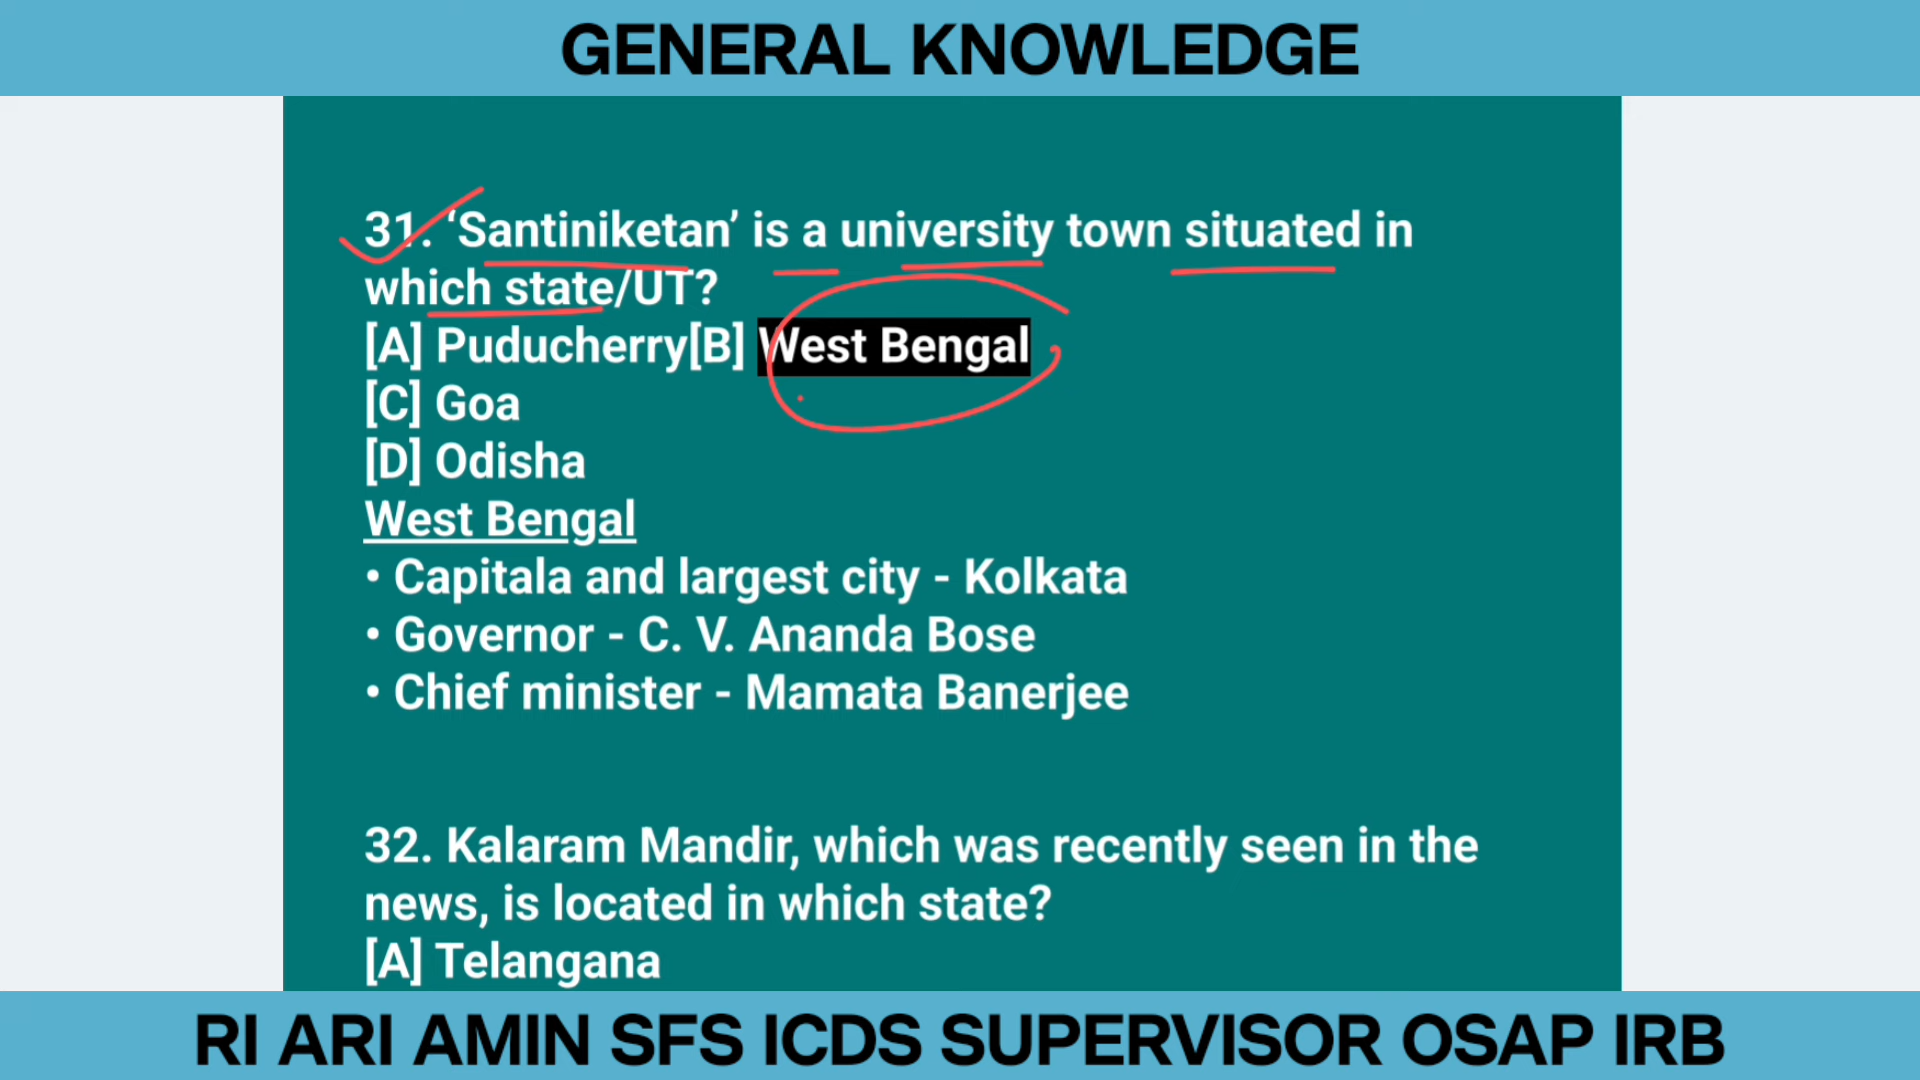 GENERAL KNOWLEDGE
31. ‘Santiniketan’ is a university town situated in
which state/UT?
[A] Puducherry[B] West Bengal
[C] Goa
[D] Odisha
West Bengal
• Capitala and largest city - Kolkata
• Governor - C. V. Ananda Bose
• Chief minister - Mamata Banerjee
32. Kalaram Mandir, which was recently seen in the
news, is located in which state?
[A] Telangana
RI ARI AMIN SFS ICDS SUPERVISOR OSAP IRB